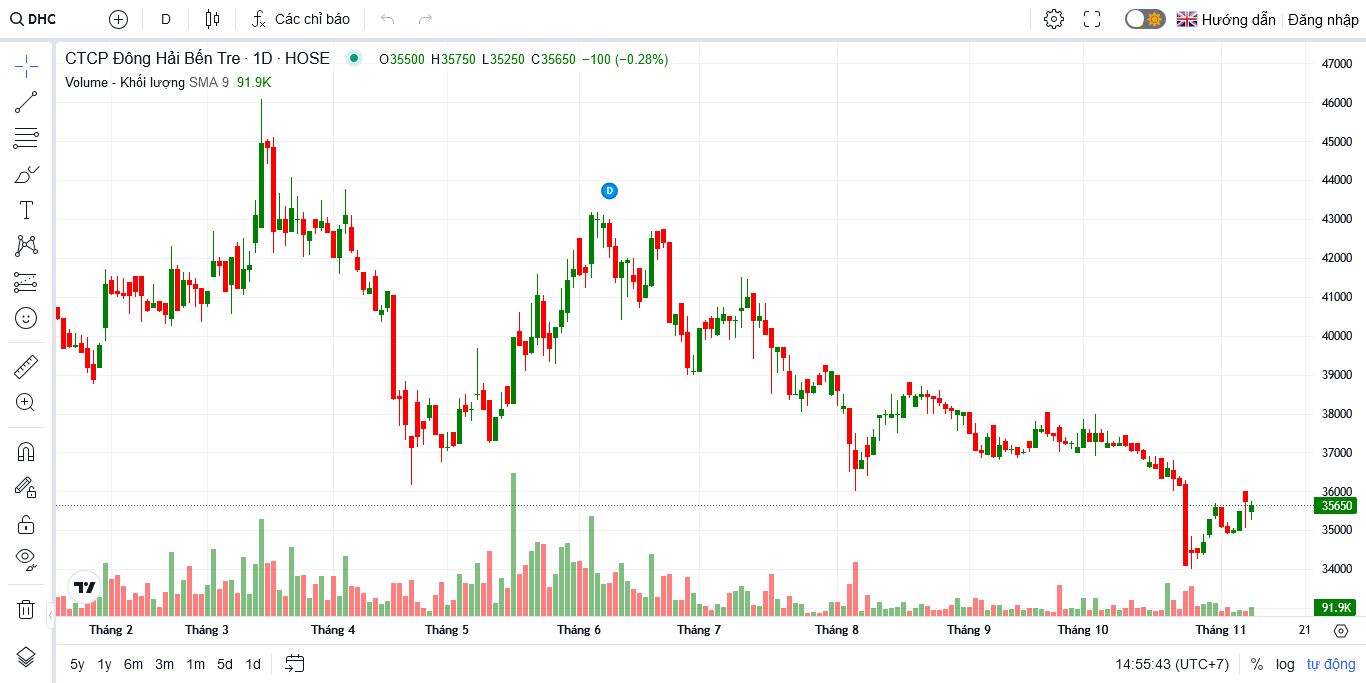 DHC D Các chỉ báo Hướng dẫn Đăng nhập
CTCP Đông Hải Bến Tre · 1D · HOSE O35500 H35750 L35250 C35650 −100 (−0.28%)
Volume - Khối lượng SMA 9 91.9K
47000
46000
45000
44000
43000
42000
41000
40000
39000
38000
37000
36000
35650
35000
34000
91.9K
D
Tháng 2 Tháng 3 Tháng 4 Tháng 5 Tháng 6 Tháng 7 Tháng 8 Tháng 9 Tháng 10 Tháng 11 21
5y 1y 6m 3m 1m 5d 1d 14:55:43 (UTC+7) % log tự động